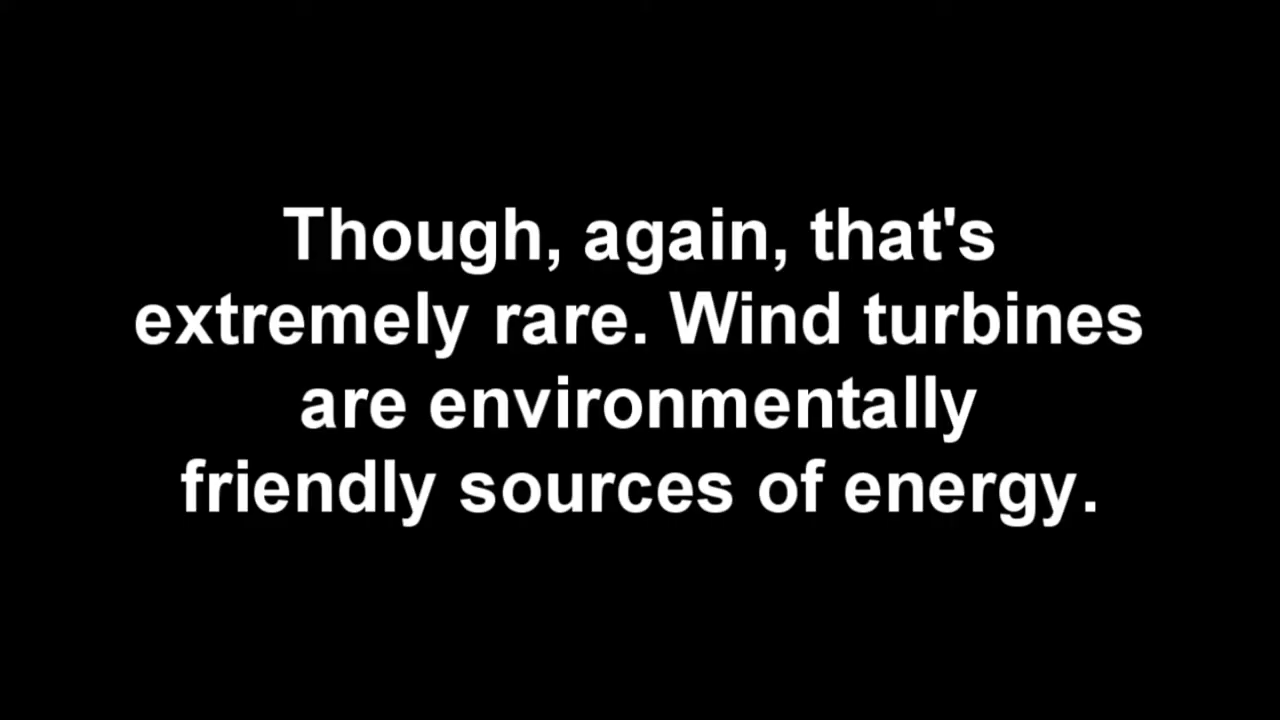 Though, again, that's
extremely rare. Wind turbines
are environmentally
friendly sources of energy.